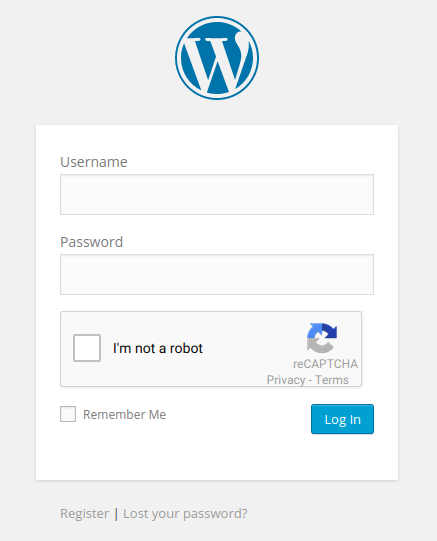 Username
Password
I'm not a robot
reCAPTCHA
Privacy - Terms
Remember Me
Log In
Register | Lost your password?